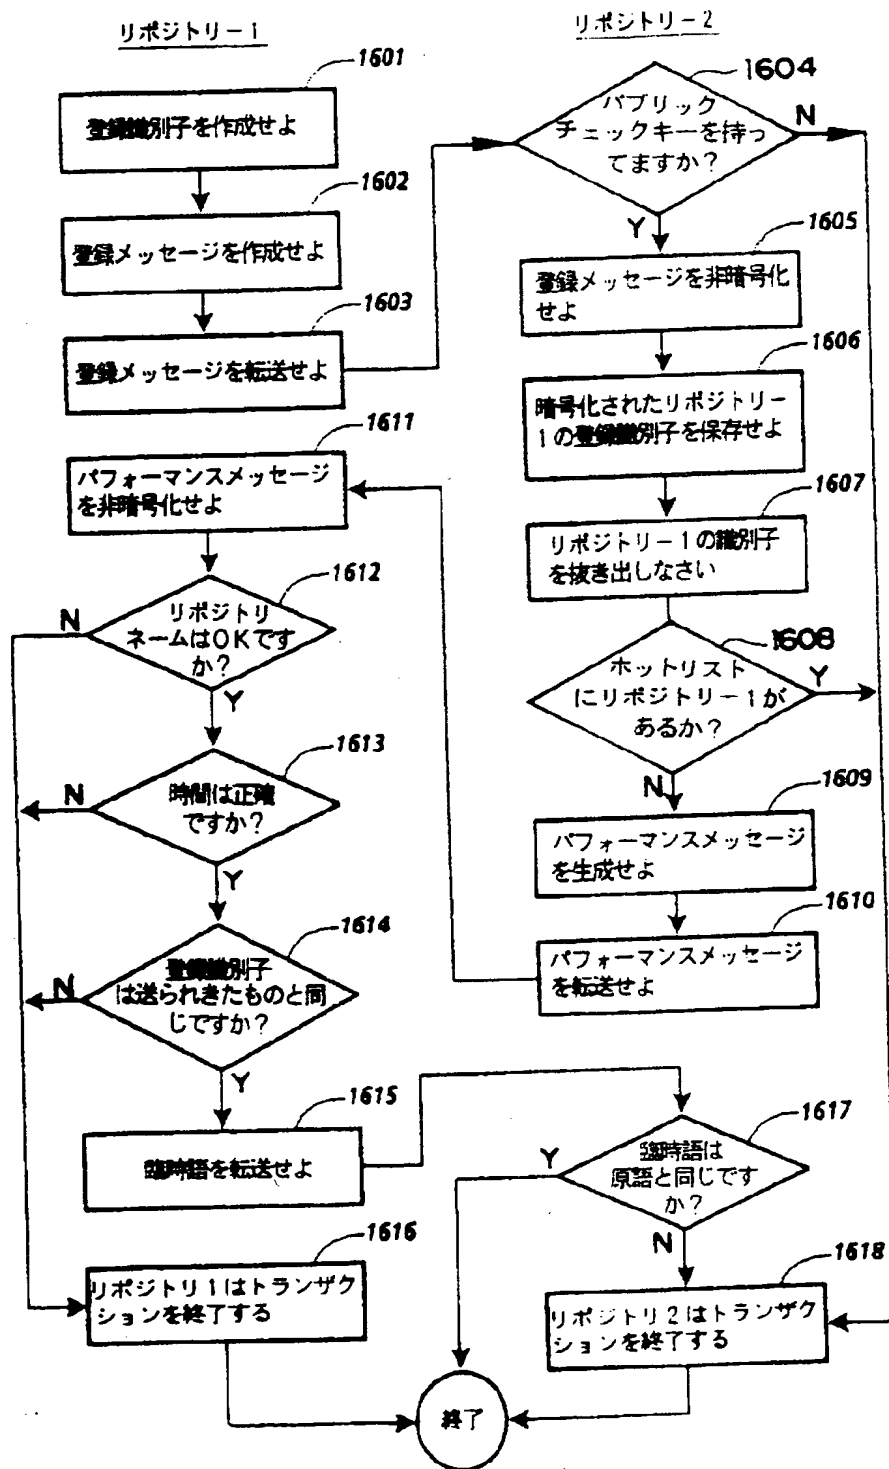 リポジトリー1
リポジトリー2
1601
登録識別子を作成せよ
1602
登録メッセージを作成せよ
1603
登録メッセージを転送せよ
1604
パブリック
チェックキーを持っ
てますか？
N
Y
1605
登録メッセージを非暗号化
せよ
1606
暗号化されたリポジトリー
1の登録識別子を保存せよ
1607
リポジトリー1の識別子
を抜き出しなさい
1608
ホットリスト
にリポジトリー1が
あるか？
Y
N
1609
パフォーマンスメッセージ
を生成せよ
1610
パフォーマンスメッセージ
を転送せよ
1611
パフォーマンスメッセージ
を非暗号化せよ
1612
リポジトリ
ネームはOKです
か？
N
Y
1613
時間は正確
ですか？
N
Y
1614
登録識別子
は送られきたものと同
じですか？
N
Y
1615
臨時語を転送せよ
1616
リポジトリ1はトランザク
ションを終了する
1617
臨時語は
原語と同じです
か？
Y
N
1618
リポジトリ2はトランザク
ションを終了する
終了